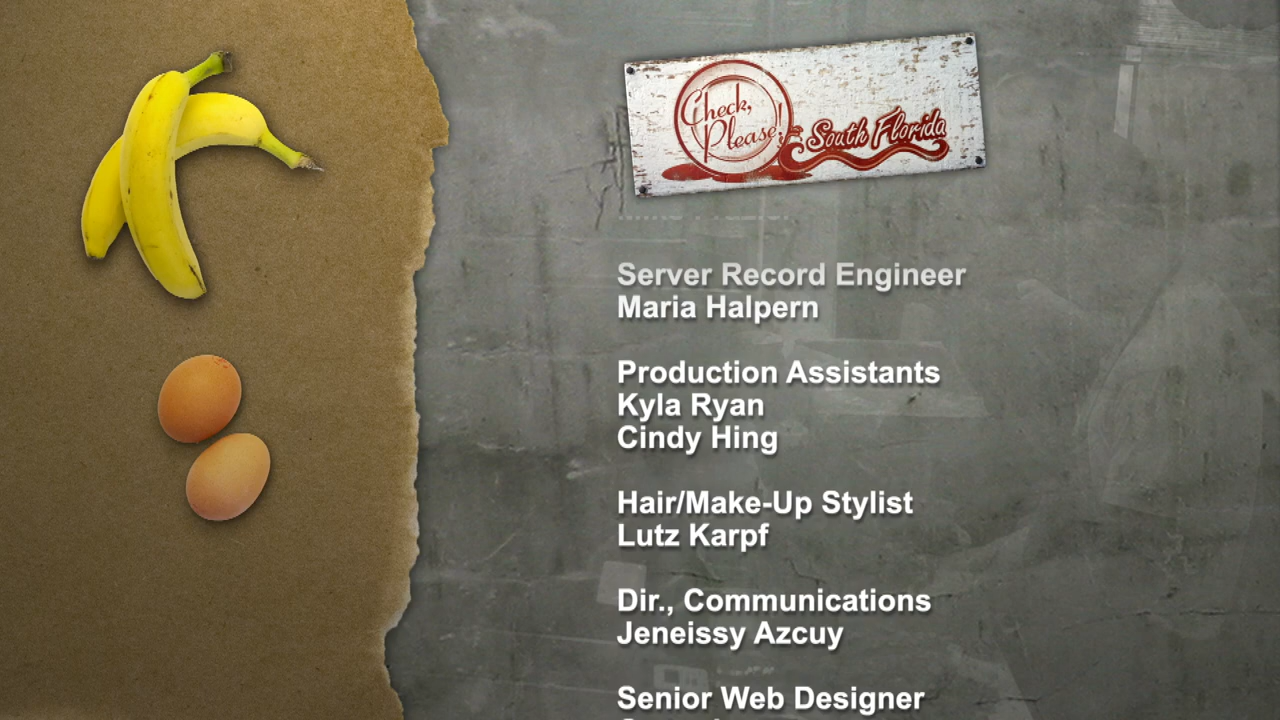 Check,
Please!
South Florida
Server Record Engineer
Maria Halpern
Production Assistants
Kyla Ryan
Cindy Hing
Hair/Make-Up Stylist
Lutz Karpf
Dir., Communications
Jeneissy Azcuy
Senior Web Designer